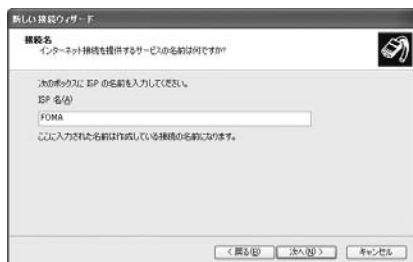 新しい接続ウィザード
接続名
インターネット接続を提供するサービスの名前は何ですか?
次のボックスに ISP の名前を入力してください。
ISP 名(A)
FOMA
ここに入力された名前は作成している接続の名前になります。
< 戻る(B)
次へ(N) >
キャンセル